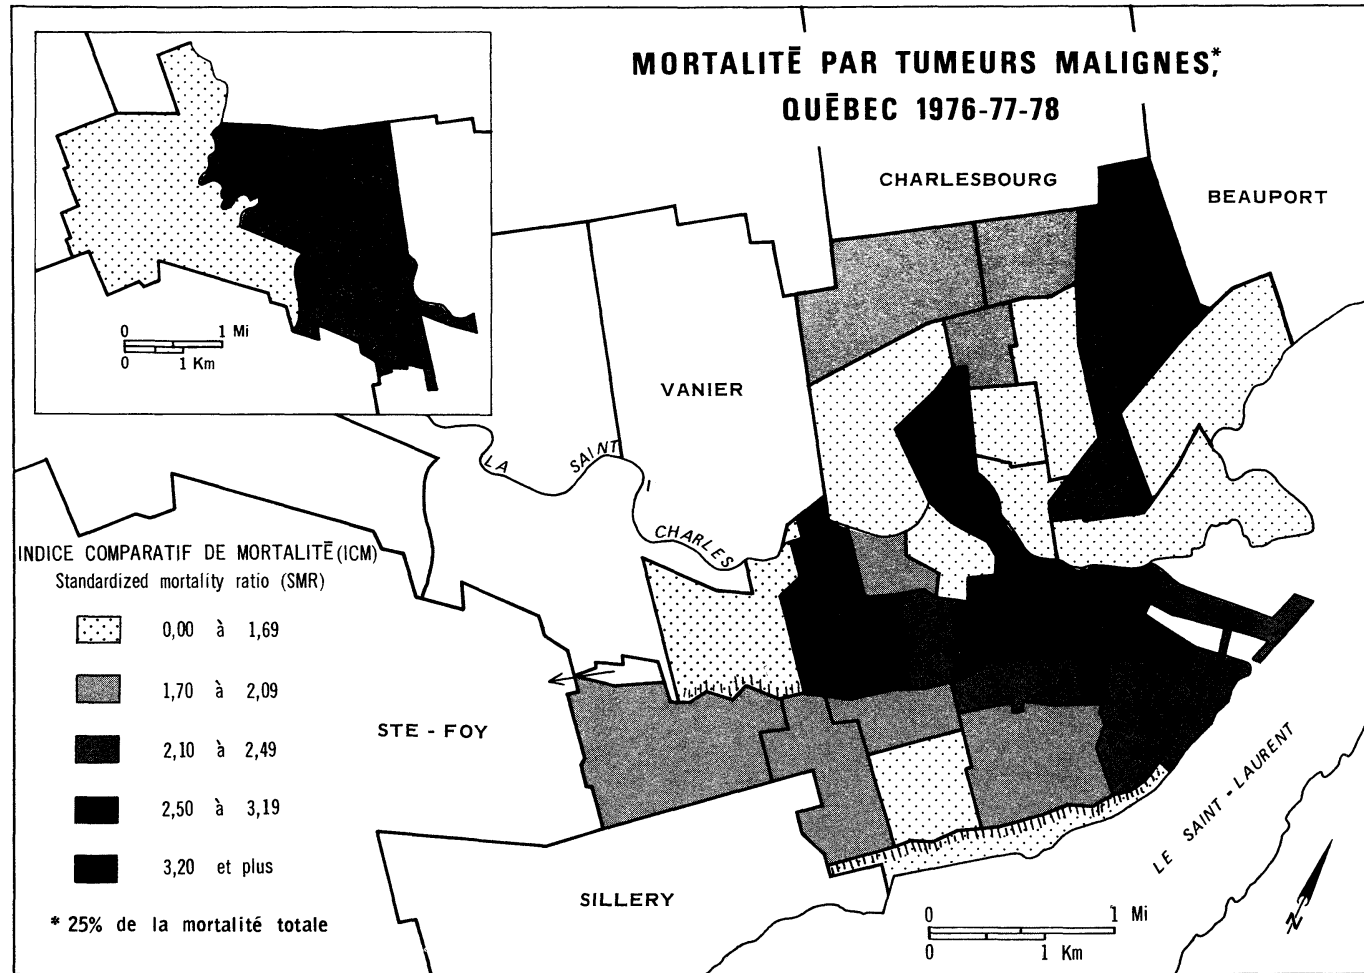 MORTALITĒ PAR TUMEURS MALIGNES,*
QUĒBEC 1976-77-78
CHARLESBOURG
BEAUPORT
0 1 Mi
0 1 Km
VANIER
LA SAINT - CHARLES
INDICE COMPARATIF DE MORTALITĒ (ICM)
Standardized mortality ratio (SMR)
0,00 à 1,69
1,70 à 2,09
2,10 à 2,49
2,50 à 3,19
3,20 et plus
* 25% de la mortalité totale
STE - FOY
SILLERY
LE SAINT - LAURENT
0 1 Mi
0 1 Km
N